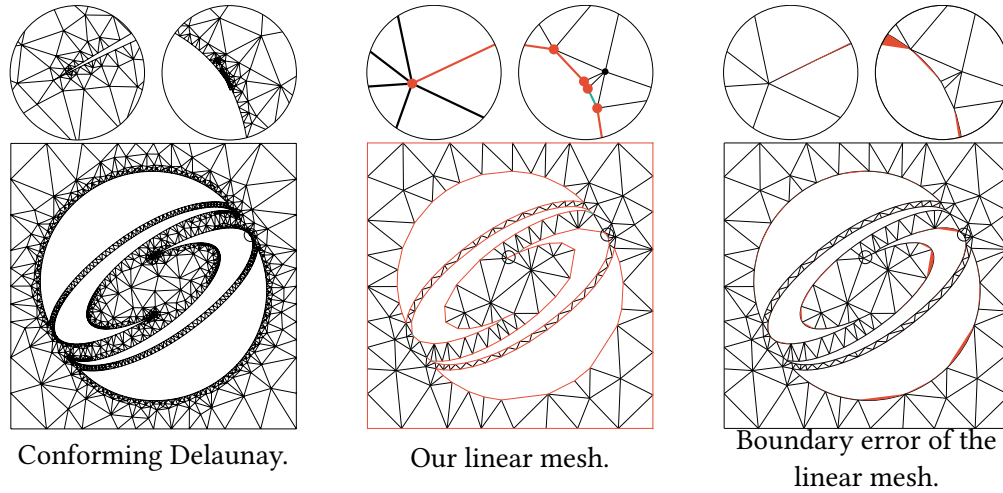 Conforming Delaunay.
Our linear mesh.
Boundary error of the
linear mesh.